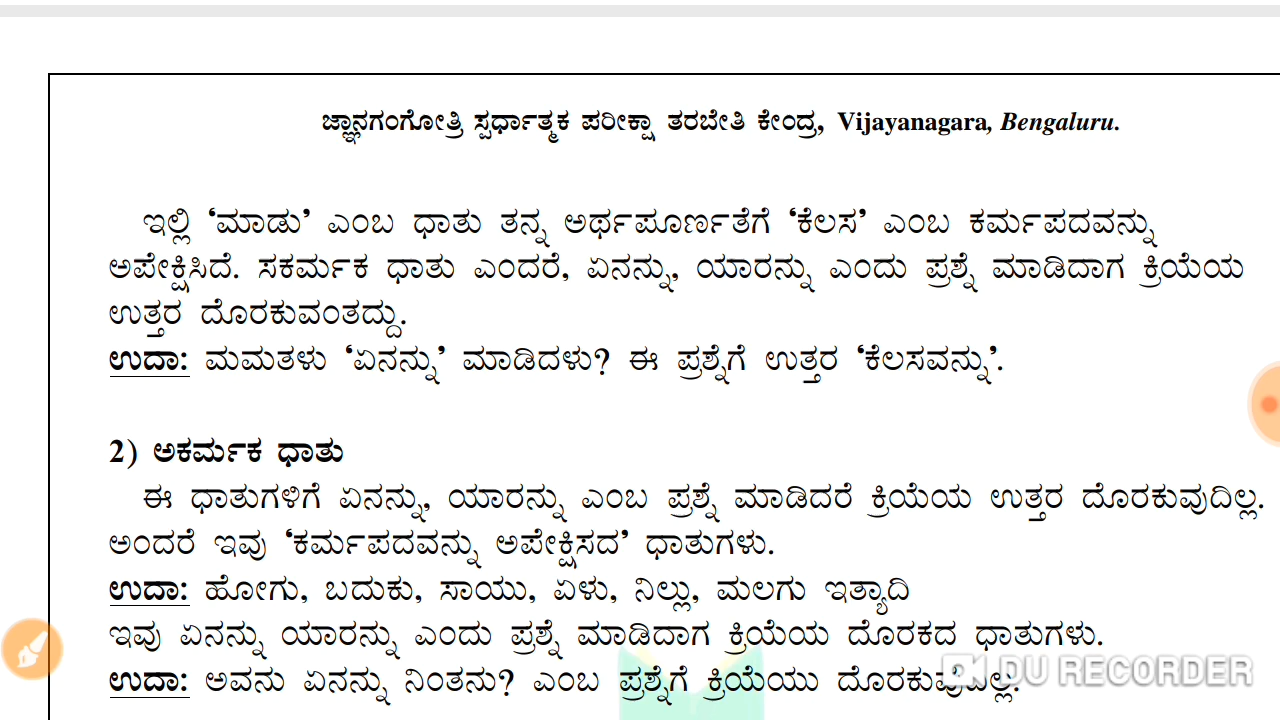 ಜ್ಞಾನಗಂಗೋತ್ರಿ ಸ್ಪರ್ಧಾತ್ಮಕ ಪರೀಕ್ಷಾ ತರಬೇತಿ ಕೇಂದ್ರ, Vijayanagara, Bengaluru.
ಇಲ್ಲಿ ‘ಮಾಡು’ ಎಂಬ ಧಾತು ತನ್ನ ಅರ್ಥಪೂರ್ಣತೆಗೆ ‘ಕೆಲಸ’ ಎಂಬ ಕರ್ಮಪದವನ್ನು
ಅಪೇಕ್ಷಿಸಿದೆ. ಸಕರ್ಮಕ ಧಾತು ಎಂದರೆ, ಏನನ್ನು, ಯಾರನ್ನು ಎಂದು ಪ್ರಶ್ನೆ ಮಾಡಿದಾಗ ಕ್ರಿಯೆಯ
ಉತ್ತರ ದೊರಕುವಂತದ್ದು.
ಉದಾ: ಮಮತಳು ‘ಏನನ್ನು’ ಮಾಡಿದಳು? ಈ ಪ್ರಶ್ನೆಗೆ ಉತ್ತರ ‘ಕೆಲಸವನ್ನು’.
2) ಅಕರ್ಮಕ ಧಾತು
ಈ ಧಾತುಗಳಿಗೆ ಏನನ್ನು, ಯಾರನ್ನು ಎಂಬ ಪ್ರಶ್ನೆ ಮಾಡಿದರೆ ಕ್ರಿಯೆಯ ಉತ್ತರ ದೊರಕುವುದಿಲ್ಲ.
ಅಂದರೆ ಇವು ‘ಕರ್ಮಪದವನ್ನು ಅಪೇಕ್ಷಿಸದ’ ಧಾತುಗಳು.
ಉದಾ: ಹೋಗು, ಬದುಕು, ಸಾಯು, ಏಳು, ನಿಲ್ಲು, ಮಲಗು ಇತ್ಯಾದಿ
ಇವು ಏನನ್ನು ಯಾರನ್ನು ಎಂದು ಪ್ರಶ್ನೆ ಮಾಡಿದಾಗ ಕ್ರಿಯೆಯ ದೊರಕದ ಧಾತುಗಳು.
ಉದಾ: ಅವನು ಏನನ್ನು ನಿಂತನು? ಎಂಬ ಪ್ರಶ್ನೆಗೆ ಕ್ರಿಯೆಯು ದೊರಕುವುದಿಲ್ಲ.
DU RECORDER